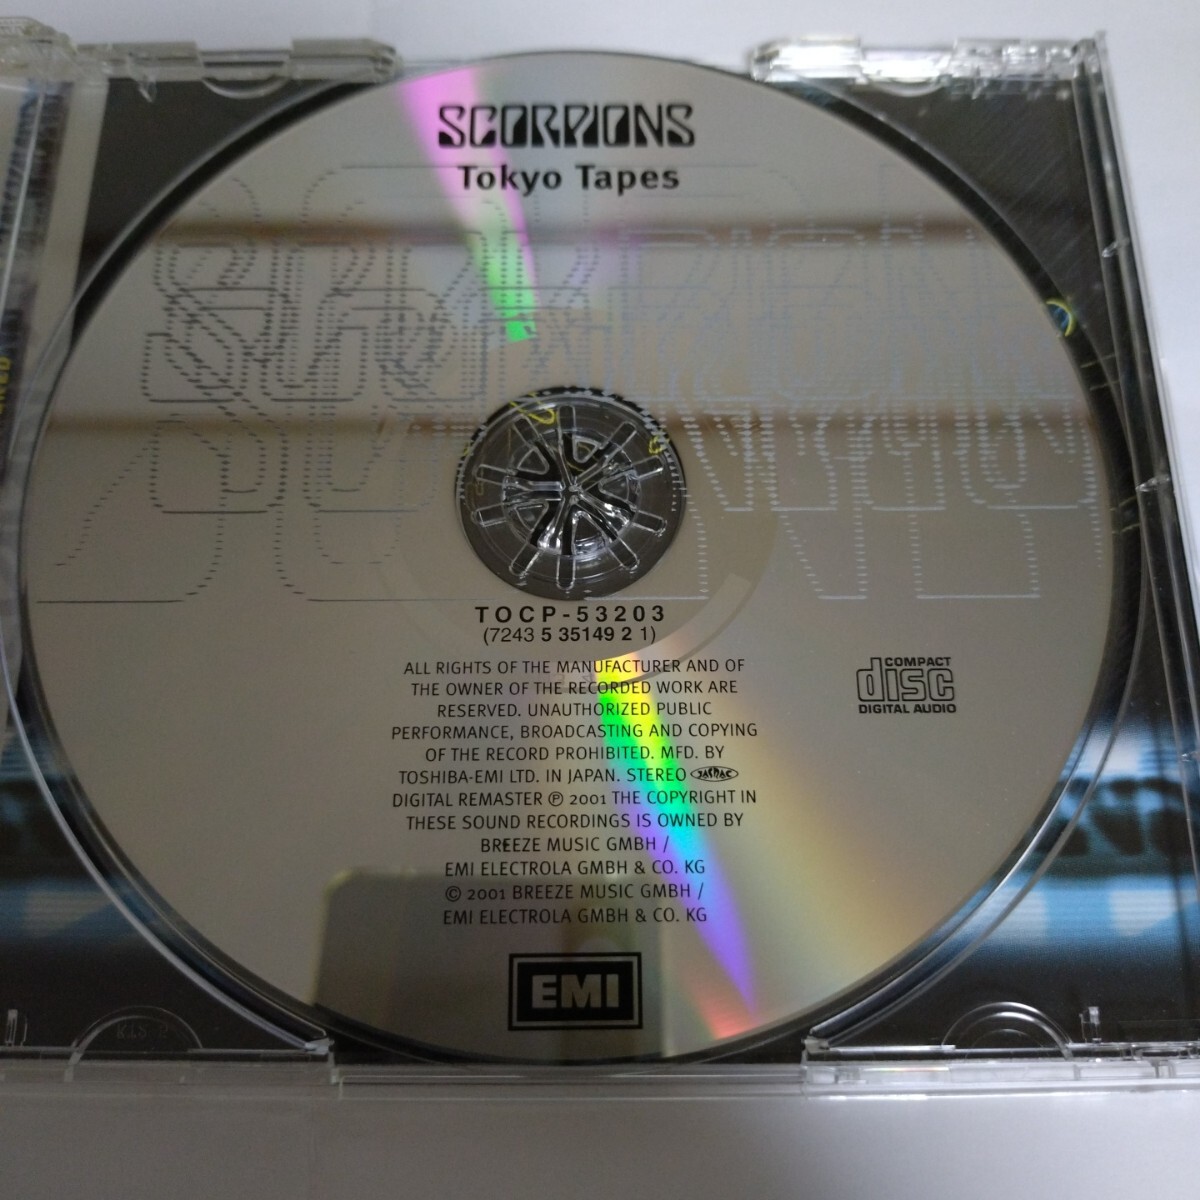 SCORPIONS
Tokyo Tapes
TOCP-53203
(7243 5 35149 2 1)
ALL RIGHTS OF THE MANUFACTURER AND OF
THE OWNER OF THE RECORDED WORK ARE
RESERVED. UNAUTHORIZED PUBLIC
PERFORMANCE, BROADCASTING AND COPYING
OF THE RECORD PROHIBITED. MFD. BY
TOSHIBA-EMI LTD. IN JAPAN. STEREO JASRAC
DIGITAL REMASTER ℗ 2001 THE COPYRIGHT IN
THESE SOUND RECORDINGS IS OWNED BY
BREEZE MUSIC GMBH /
EMI ELECTROLA GMBH & CO. KG
© 2001 BREEZE MUSIC GMBH /
EMI ELECTROLA GMBH & CO. KG
COMPACT
disc
DIGITAL AUDIO
EMI